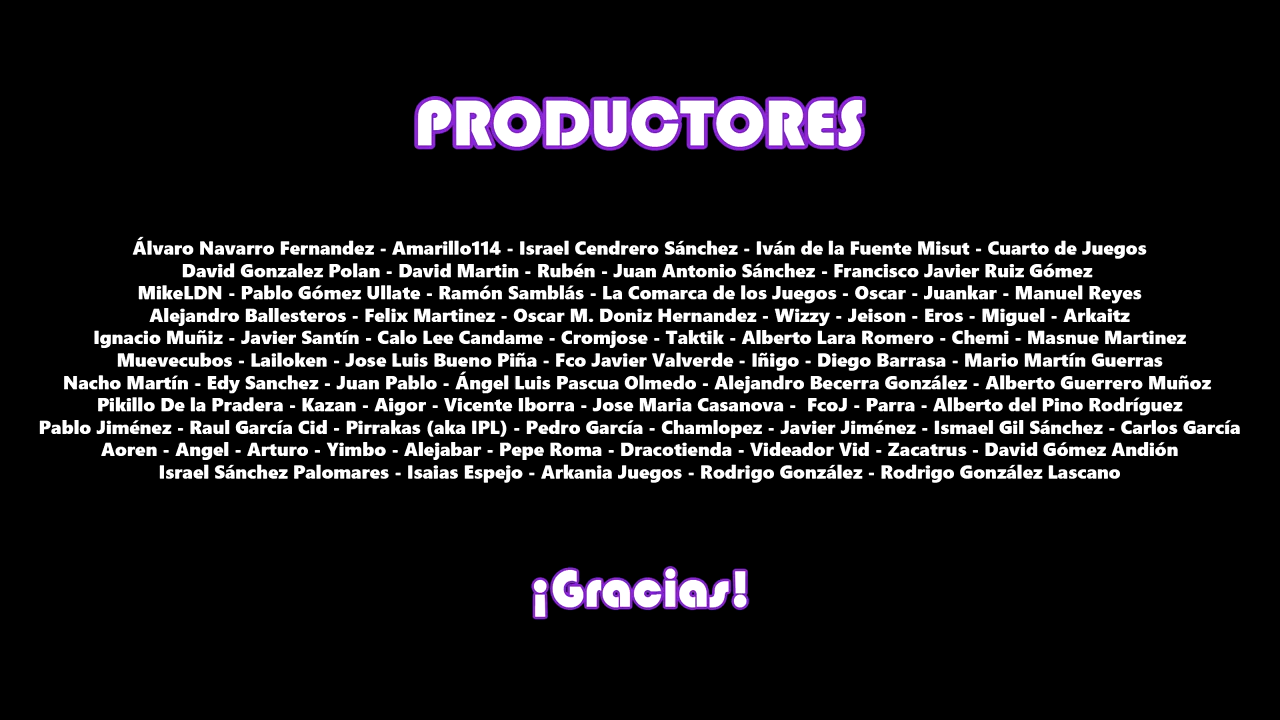 PRODUCTORES
Álvaro Navarro Fernandez - Amarillo114 - Israel Cendrero Sánchez - Iván de la Fuente Misut - Cuarto de Juegos
David Gonzalez Polan - David Martin - Rubén - Juan Antonio Sánchez - Francisco Javier Ruiz Gómez
MikeLDN - Pablo Gómez Ullate - Ramón Samblás - La Comarca de los Juegos - Oscar - Juankar - Manuel Reyes
Alejandro Ballesteros - Felix Martinez - Oscar M. Doniz Hernandez - Wizzy - Jeison - Eros - Miguel - Arkaitz
Ignacio Muñiz - Javier Santín - Calo Lee Candame - Cromjose - Taktik - Alberto Lara Romero - Chemi - Masnue Martinez
Muevecubos - Lailoken - Jose Luis Bueno Piña - Fco Javier Valverde - Iñigo - Diego Barrasa - Mario Martín Guerras
Nacho Martín - Edy Sanchez - Juan Pablo - Ángel Luis Pascua Olmedo - Alejandro Becerra González - Alberto Guerrero Muñoz
Pikillo De la Pradera - Kazan - Aigor - Vicente Iborra - Jose Maria Casanova -  FcoJ - Parra - Alberto del Pino Rodríguez
Pablo Jiménez - Raul García Cid - Pirrakas (aka IPL) - Pedro García - Chamlopez - Javier Jiménez - Ismael Gil Sánchez - Carlos García
Aoren - Angel - Arturo - Yimbo - Alejabar - Pepe Roma - Dracotienda - Videador Vid - Zacatrus - David Gómez Andión
Israel Sánchez Palomares - Isaias Espejo - Arkania Juegos - Rodrigo González - Rodrigo González Lascano
¡Gracias!